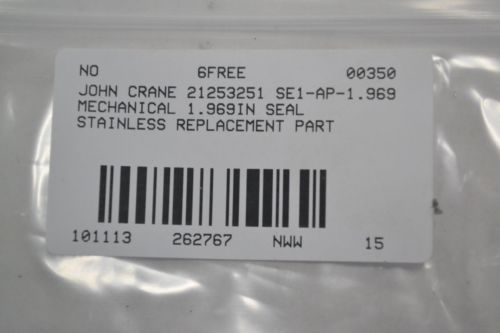 NO 6FREE 00350
JOHN CRANE 21253251 SE1-AP-1.969
MECHANICAL 1.969IN SEAL
STAINLESS REPLACEMENT PART
101113 262767 NWW 15